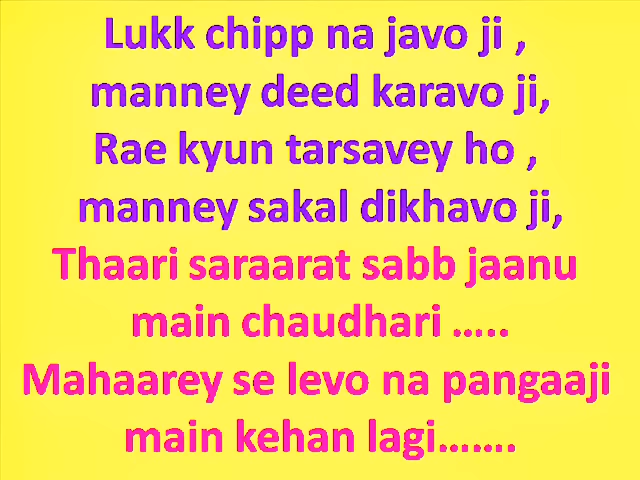 Lukk chipp na javo ji ,
manney deed karavo ji,
Rae kyun tarsavey ho ,
manney sakal dikhavo ji,
Thaari saraarat sabb jaanu
main chaudhari .....
Mahaarey se levo na pangaaji
main kehan lagi.......